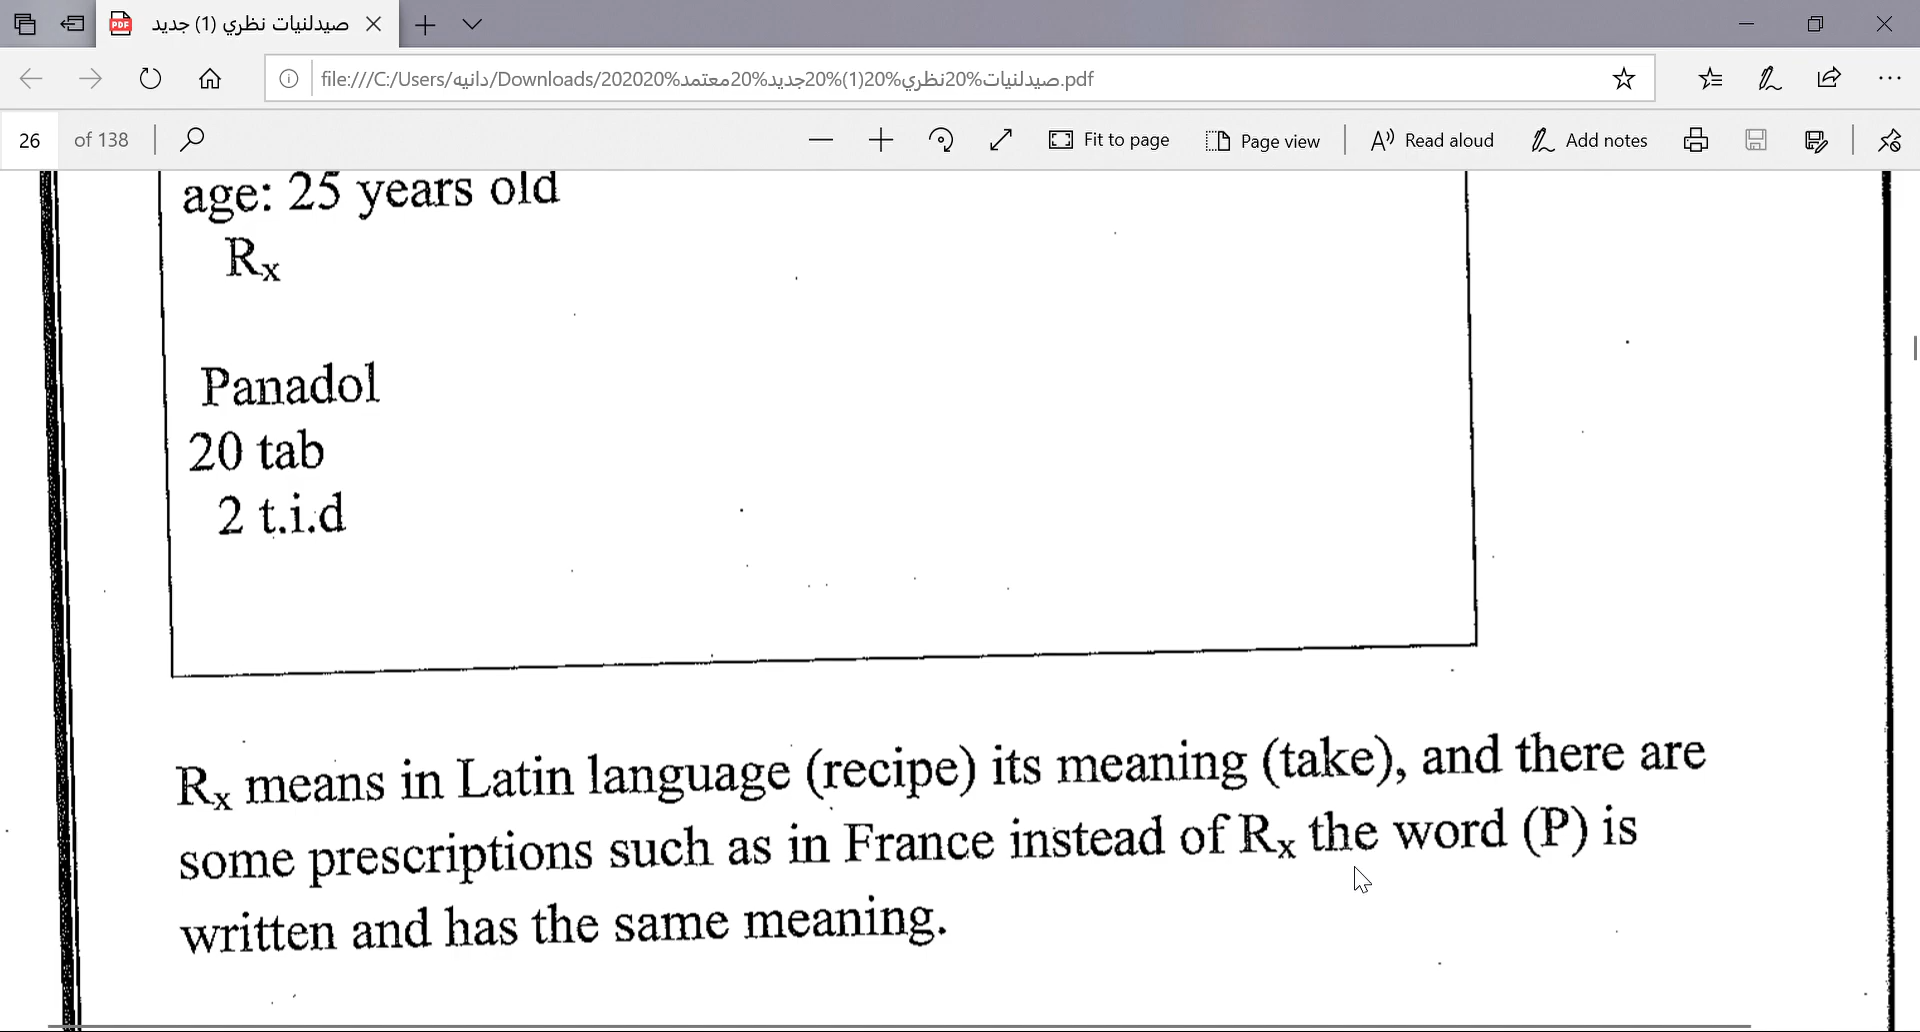 صيدلنيات نظري (1) جديد
file:///C:/Users/دانيه/Downloads/202020%صيدلنيات%20نظري%20(1)%20جديد%20معتمد.pdf
26 of 138
Fit to page
Page view
Read aloud
Add notes
age: 25 years old
Rx
Panadol
20 tab
2 t.i.d
Rx means in Latin language (recipe) its meaning (take), and there are
some prescriptions such as in France instead of Rx the word (P) is
written and has the same meaning.